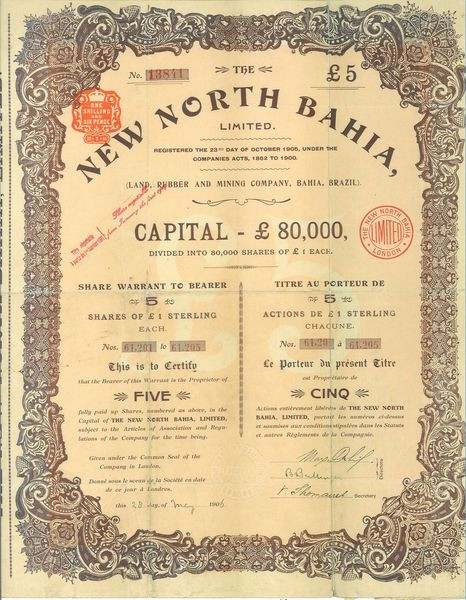 No. 13841 THE £5
NEW NORTH BAHIA,
LIMITED.
ONE
SHILLING
AND
SIX PENCE
REGISTERED THE 23RD DAY OF OCTOBER 1905, UNDER THE
COMPANIES ACTS, 1862 TO 1900.
(LAND, RUBBER AND MINING COMPANY, BAHIA, BRAZIL.)
CAPITAL - £ 80,000,
DIVIDED INTO 80,000 SHARES OF £ 1 EACH.
THE NEW NORTH BAHIA
LIMITED
LONDON
SHARE WARRANT TO BEARER
5
SHARES OF £ 1 STERLING
EACH.
Nos. 61.201 to 61.205
This is to Certify
that the Bearer of this Warrant is the Proprietor of
FIVE
fully paid up Shares, numbered as above, in the
Capital of THE NEW NORTH BAHIA, LIMITED,
subject to the Articles of Association and Regu-
lations of the Company for the time being.
Given under the Common Seal of the
Company in London.
Donné sous le sceau de la Société en date
de ce jour à Londres,
this 28 day of May 1906
TITRE AU PORTEUR DE
5
ACTIONS DE £ 1 STERLING
CHACUNE.
Nos. 61.201 à 61.205
Le Porteur du présent Titre
est Propriétaire de
CINQ
Actions entièrement libérées de THE NEW NORTH
BAHIA, LIMITED, portant les numéros ci-dessus
et soumises aux conditions stipulées dans les Statuts
et autres Règlements de la Compagnie.
Directors
Secretary